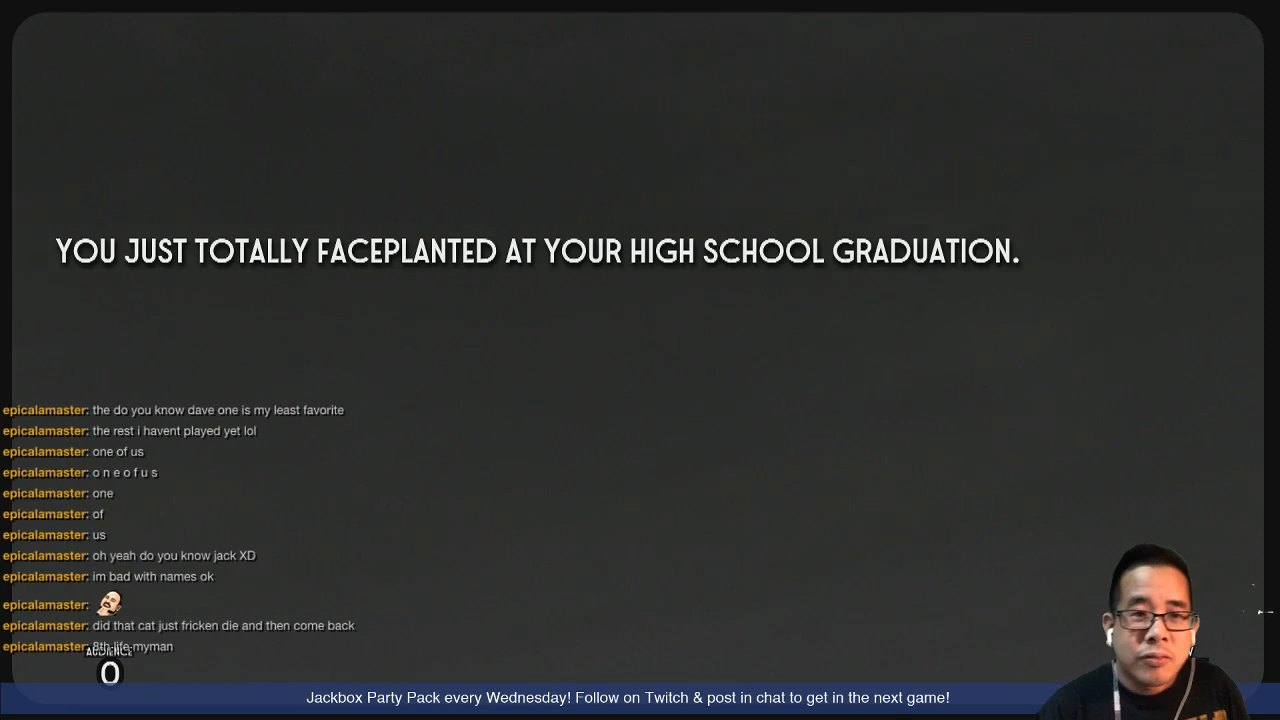 YOU JUST TOTALLY FACEPLANTED AT YOUR HIGH SCHOOL GRADUATION.
epicalamaster: the do you know dave one is my least favorite
epicalamaster: the rest i havent played yet lol
epicalamaster: one of us
epicalamaster: o n e o f u s
epicalamaster: one
epicalamaster: of
epicalamaster: us
epicalamaster: oh yeah do you know jack XD
epicalamaster: im bad with names ok
epicalamaster:
epicalamaster: did that cat just fricken die and then come back
epicalamaster: 8th life myman
AUDIENCE
0
Jackbox Party Pack every Wednesday! Follow on Twitch & post in chat to get in the next game!